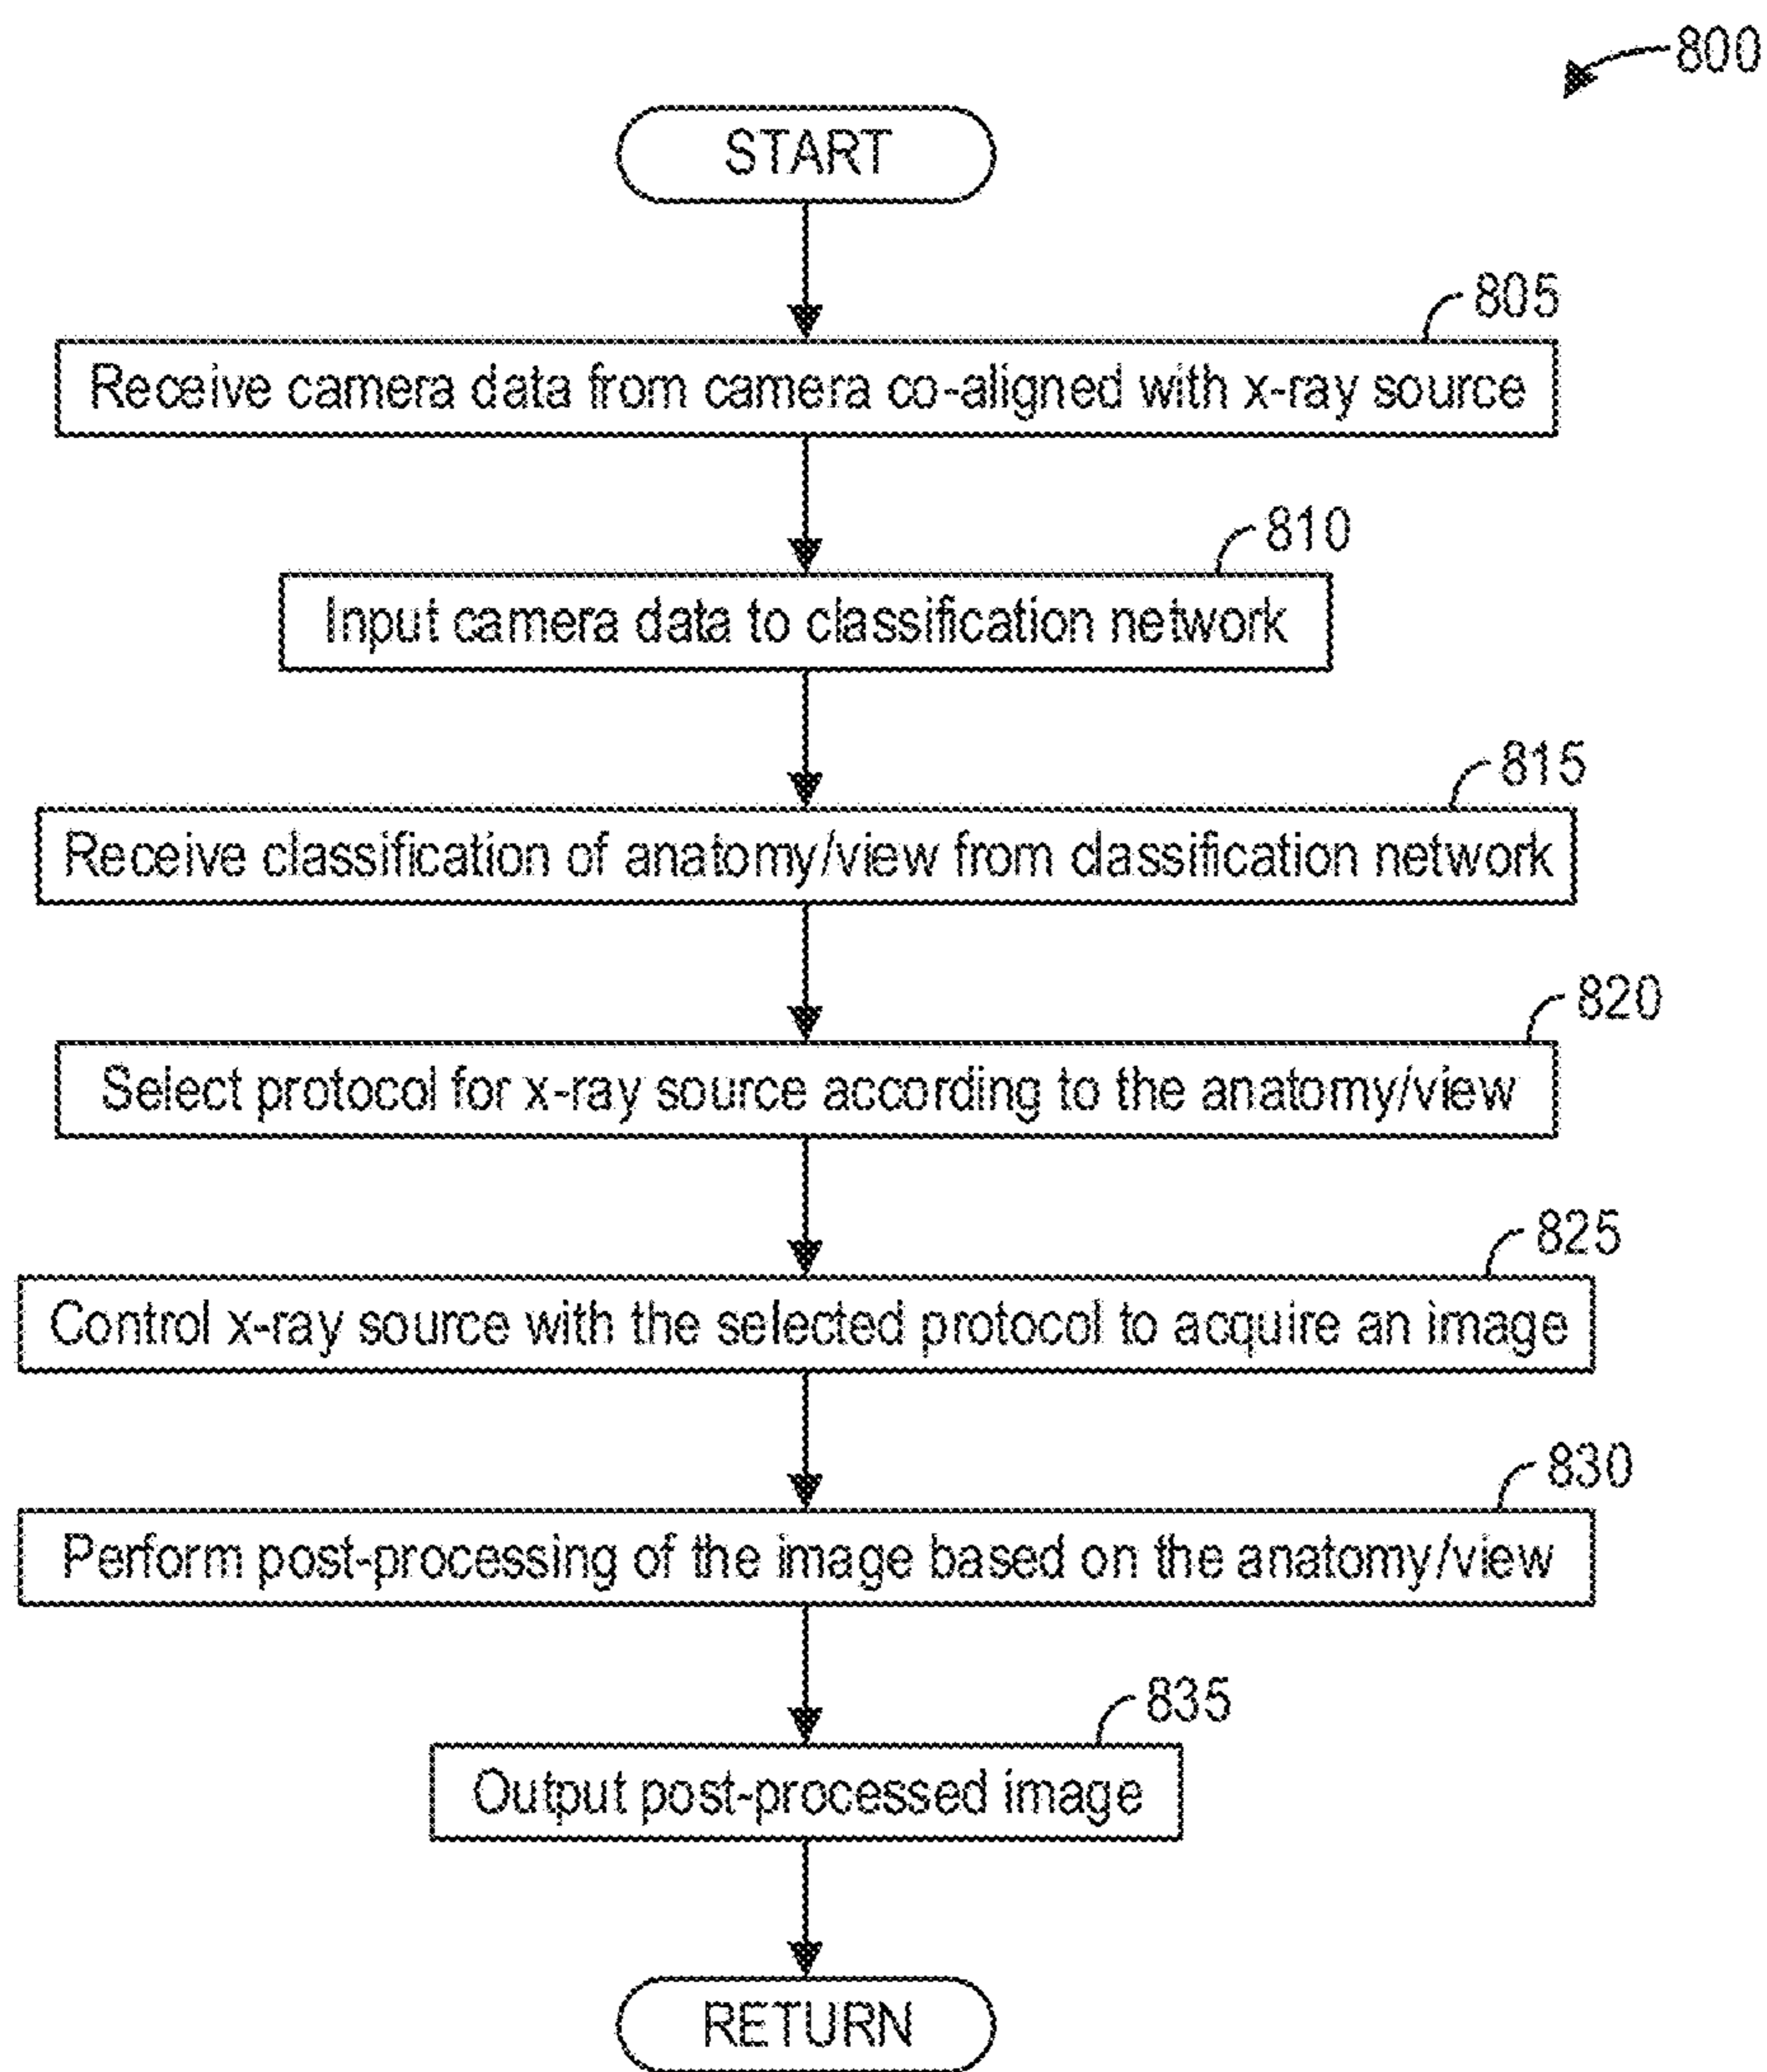 800
START
805
Receive camera data from camera co-aligned with x-ray source
810
Input camera data to classification network
815
Receive classification of anatomy/view from classification network
820
Select protocol for x-ray source according to the anatomy/view
825
Control x-ray source with the selected protocol to acquire an image
830
Perform post-processing of the image based on the anatomy/view
835
Output post-processed image
RETURN